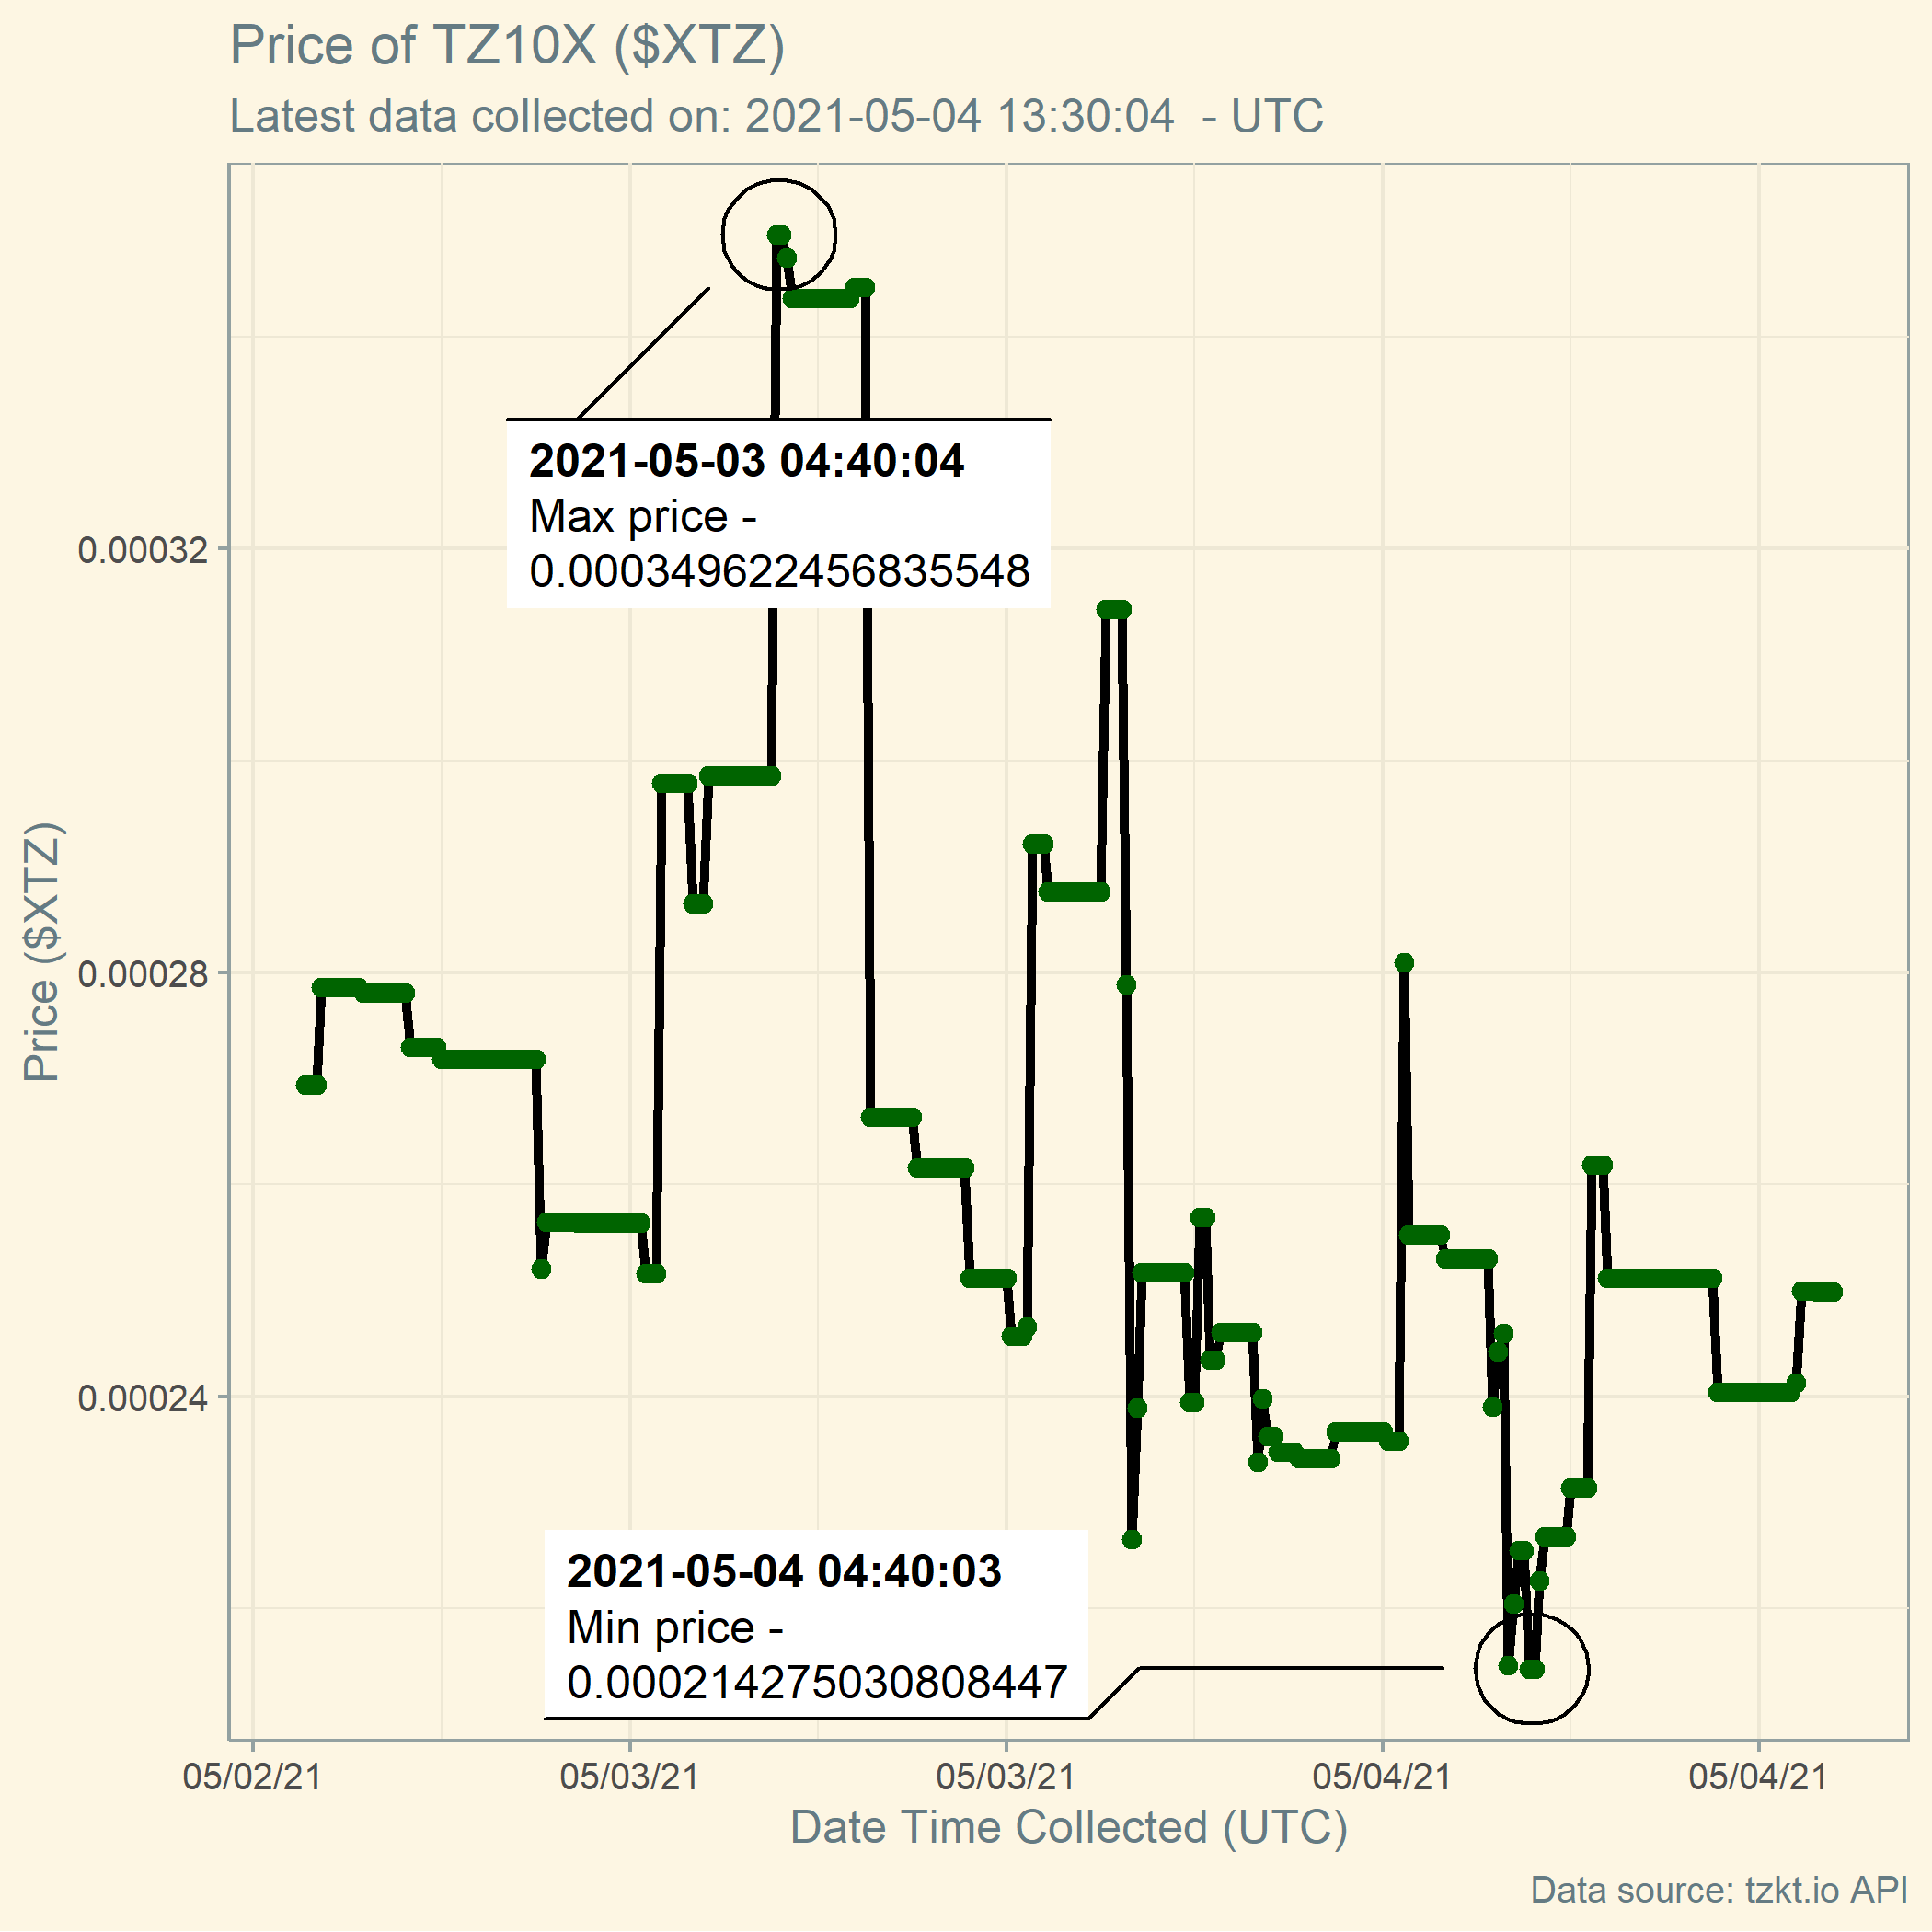 Price of TZ10X ($XTZ)
Latest data collected on: 2021-05-04 13:30:04  - UTC
2021-05-03 04:40:04
Max price -
0.000349622456835548
0.00032
0.00028
0.00024
Price ($XTZ)
2021-05-04 04:40:03
Min price -
0.000214275030808447
05/02/21 05/03/21 05/03/21 05/04/21 05/04/21
Date Time Collected (UTC)
Data source: tzkt.io API